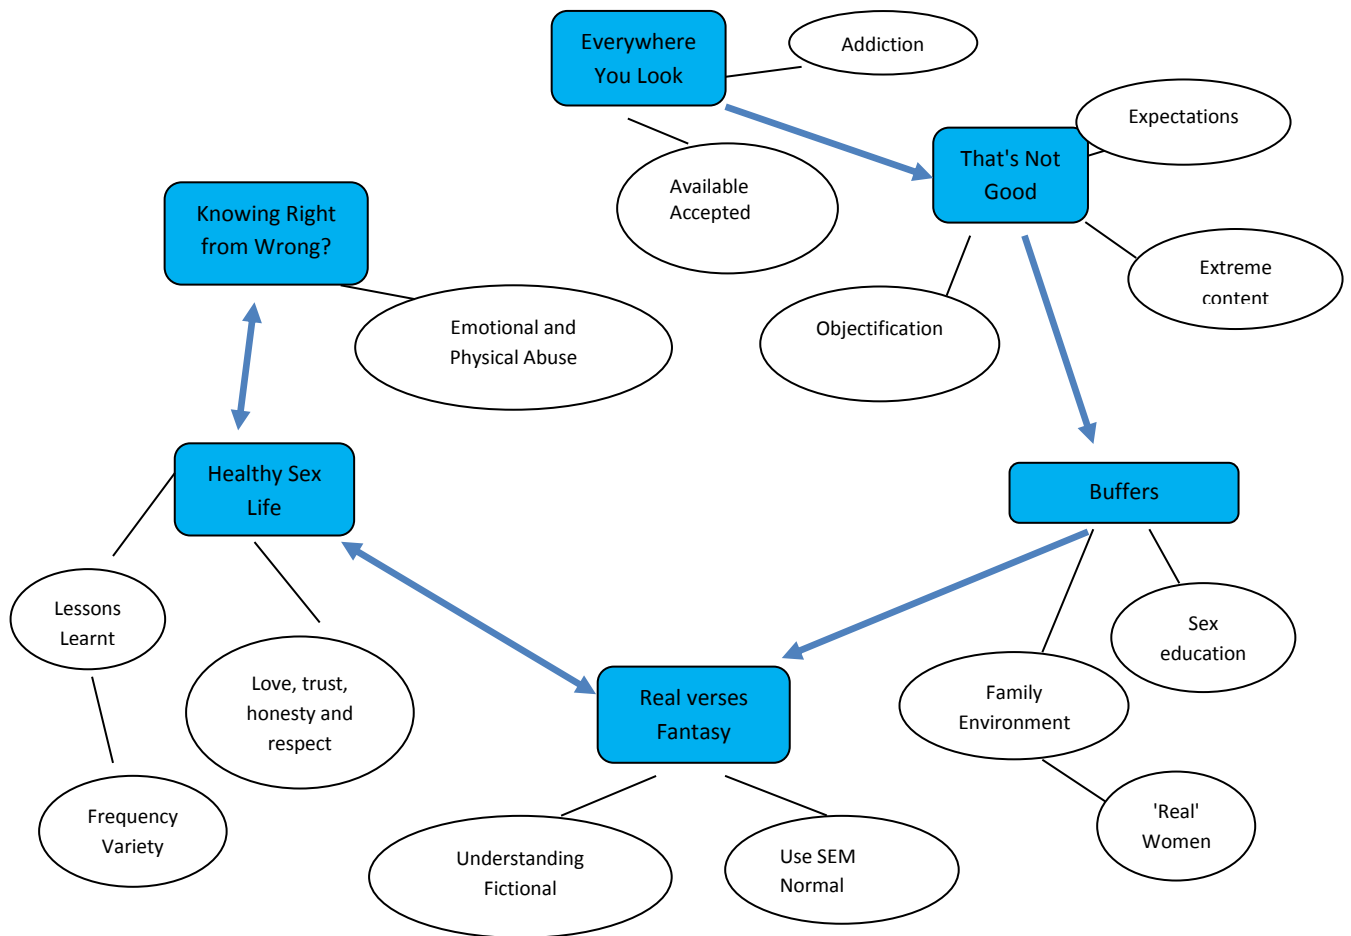 Everywhere
You Look
Addiction
Expectations
That's Not
Good
Available
Accepted
Knowing Right
from Wrong?
Extreme
content
Objectification
Emotional and
Physical Abuse
Healthy Sex
Life
Buffers
Lessons
Learnt
Sex
education
Love, trust,
honesty and
respect
Real verses
Fantasy
Family
Environment
Frequency
Variety
'Real'
Women
Understanding
Fictional
Use SEM
Normal